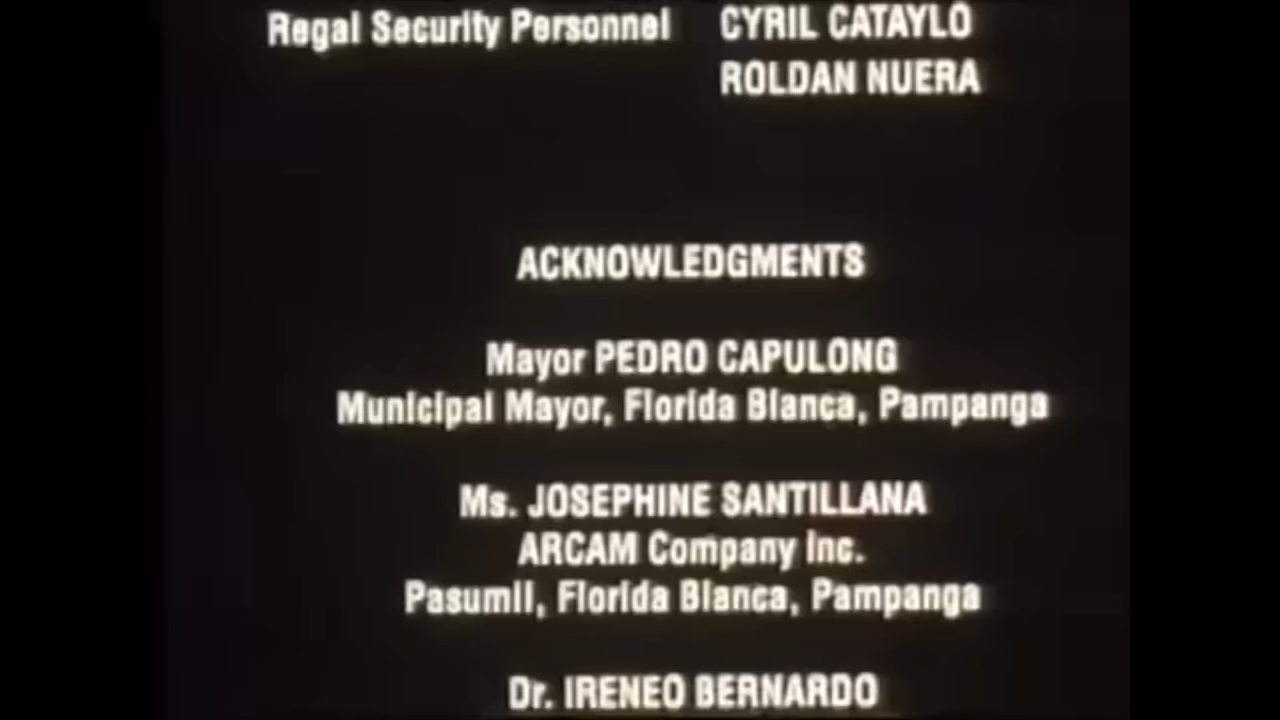 Regal Security Personnel CYRIL CATAYLO
ROLDAN NUERA
ACKNOWLEDGMENTS
Mayor PEDRO CAPULONG
Municipal Mayor, Florida Blanca, Pampanga
Ms. JOSEPHINE SANTILLANA
ARCAM Company Inc.
Pasumil, Florida Blanca, Pampanga
Dr. IRENEO BERNARDO